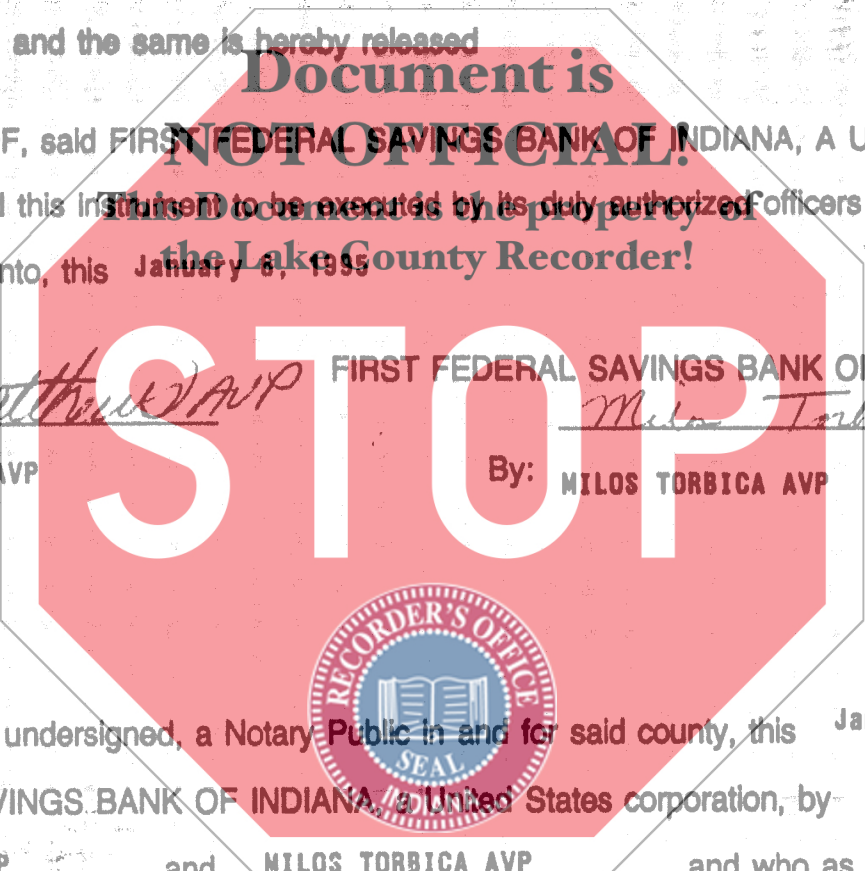 and the same is hereby released
Document is
F, said FIRST FEDERAL SAVINGS BANK OF INDIANA, A U
NOT OFFICIAL!
this instrument to be executed by its duly authorized officers
This Document is the property of
nto, this January 6, 1995
the Lake County Recorder!
STOP
AVP
FIRST FEDERAL SAVINGS BANK OF
AVP
By: MILOS TORBICA AVP
RECORDER'S OFFICE
SEAL
undersigned, a Notary Public in and for said county, this Ja
VINGS BANK OF INDIANA, a United States corporation, by
P and MILOS TORBICA AVP and who as